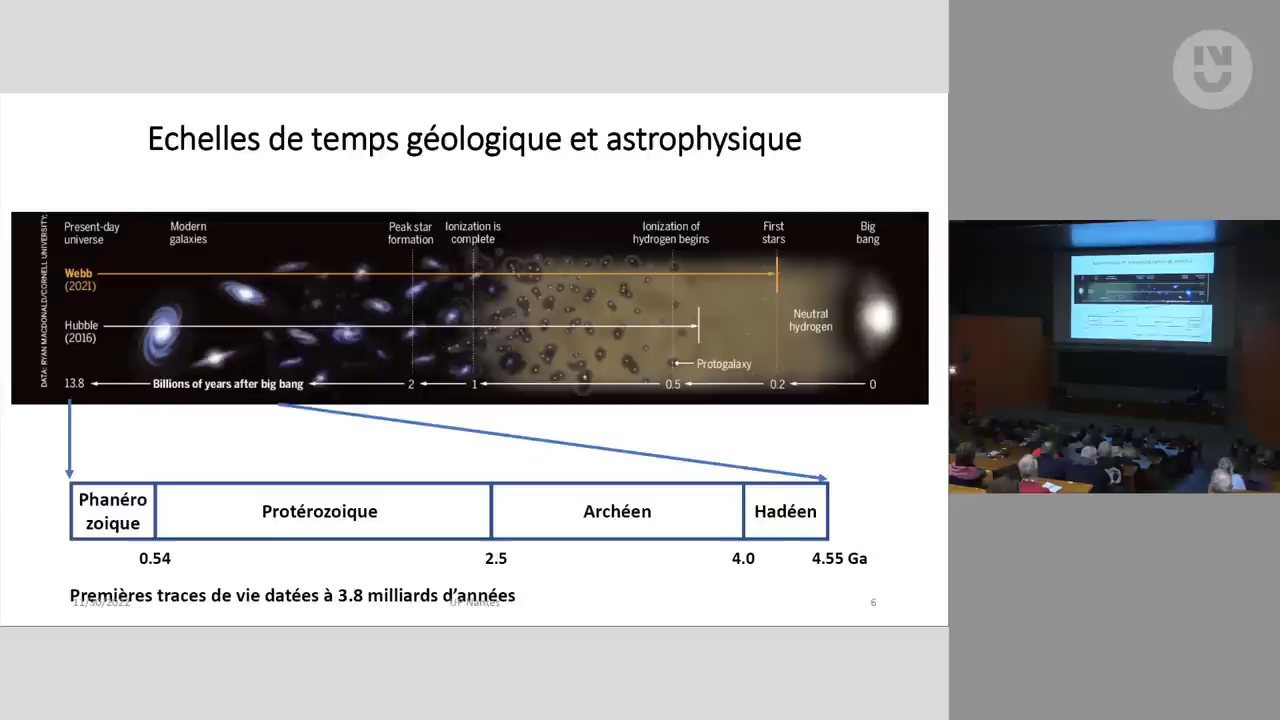 Echelles de temps géologique et astrophysique
DATA: RYAN MACDONALD/CORNELL UNIVERSITY;
Present-day
universe
Modern
galaxies
Peak star
formation
Ionization is
complete
Ionization of
hydrogen begins
First
stars
Big
bang
Webb
(2021)
Hubble
(2016)
Neutral
hydrogen
Protogalaxy
13.8 Billions of years after big bang 2 1 0.5 0.2 0
Phanéro
zoique
Protérozoique
Archéen
Hadéen
0.54 2.5 4.0 4.55 Ga
Premières traces de vie datées à 3.8 milliards d’années
11/30/2022 UP Nantes 6